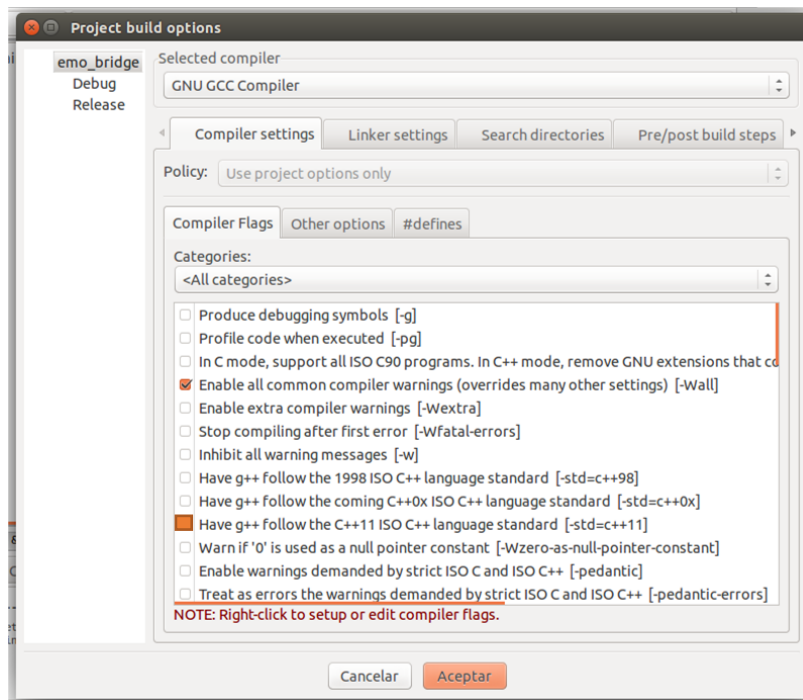 Project build options
emo_bridge
Debug
Release
Selected compiler
GNU GCC Compiler
Compiler settings
Linker settings
Search directories
Pre/post build steps
Policy:
Use project options only
Compiler Flags
Other options
#defines
Categories:
<All categories>
Produce debugging symbols [-g]
Profile code when executed [-pg]
In C mode, support all ISO C90 programs. In C++ mode, remove GNU extensions that
Enable all common compiler warnings (overrides many other settings) [-Wall]
Enable extra compiler warnings [-Wextra]
Stop compiling after first error [-Wfatal-errors]
Inhibit all warning messages [-w]
Have g++ follow the 1998 ISO C++ language standard [-std=c++98]
Have g++ follow the coming C++0x ISO C++ language standard [-std=c++0x]
Have g++ follow the C++11 ISO C++ language standard [-std=c++11]
Warn if '0' is used as a null pointer constant [-Wzero-as-null-pointer-constant]
Enable warnings demanded by strict ISO C and ISO C++ [-pedantic]
Treat as errors the warnings demanded by strict ISO C and ISO C++ [-pedantic-errors]
NOTE: Right-click to setup or edit compiler flags.
Cancelar
Aceptar